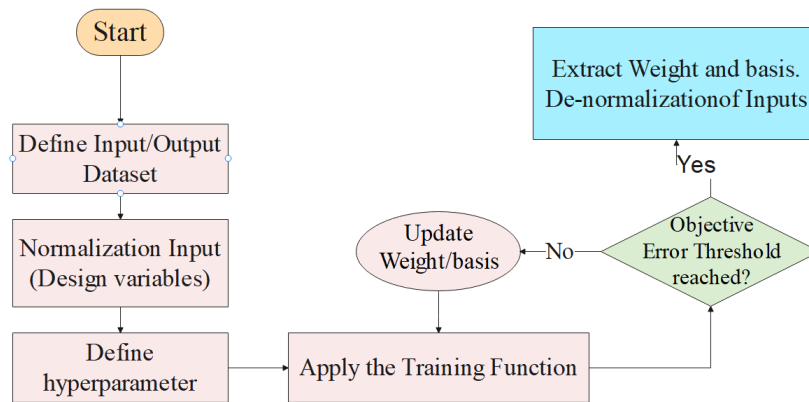 Start
Define Input/Output
Dataset
Normalization Input
(Design variables)
Define
hyperparameter
Apply the Training Function
Update
Weight/basis
No
Objective
Error Threshold
reached?
Yes
Extract Weight and basis.
De-normalizationof Inputs